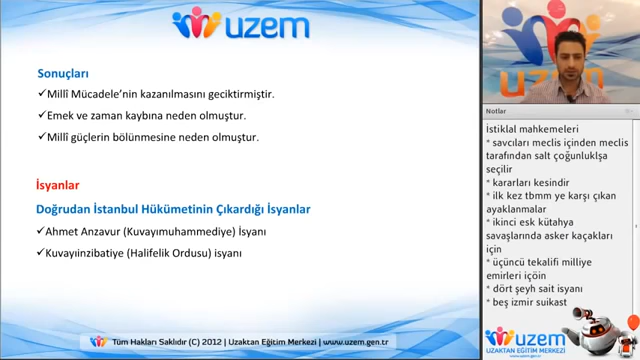 uzem
Sonuçları
✓Millî Mücadele'nin kazanılmasını geciktirmiştir.
✓Emek ve zaman kaybına neden olmuştur.
✓Millî güçlerin bölünmesine neden olmuştur.
İsyanlar
Doğrudan İstanbul Hükümetinin Çıkardığı İsyanlar
✓Ahmet Anzavur (Kuvayımuhammediye) İsyanı
✓Kuvayıinzibatiye (Halifelik Ordusu) isyanı
uzem
Tüm Hakları Saklıdır (C) 2012 | Uzaktan Eğitim Merkezi | www.uzem.gen.tr
Notlar
İstiklal mahkemeleri
* savcıları meclis içinden meclis
tarafından salt çoğunluklşa
seçilir
* kararları kesindir
* ilk kez tbmm ye karşı çıkan
ayaklanmalar
* ikinci esk kütahya
savaşlarında asker kaçakları
için
* üçüncü tekalifi milliye
emirleri içöin
* dört şeyh sait isyanı
* beş izmir suikast
uzem
UZAKTAN EĞİTİM MERKEZİ